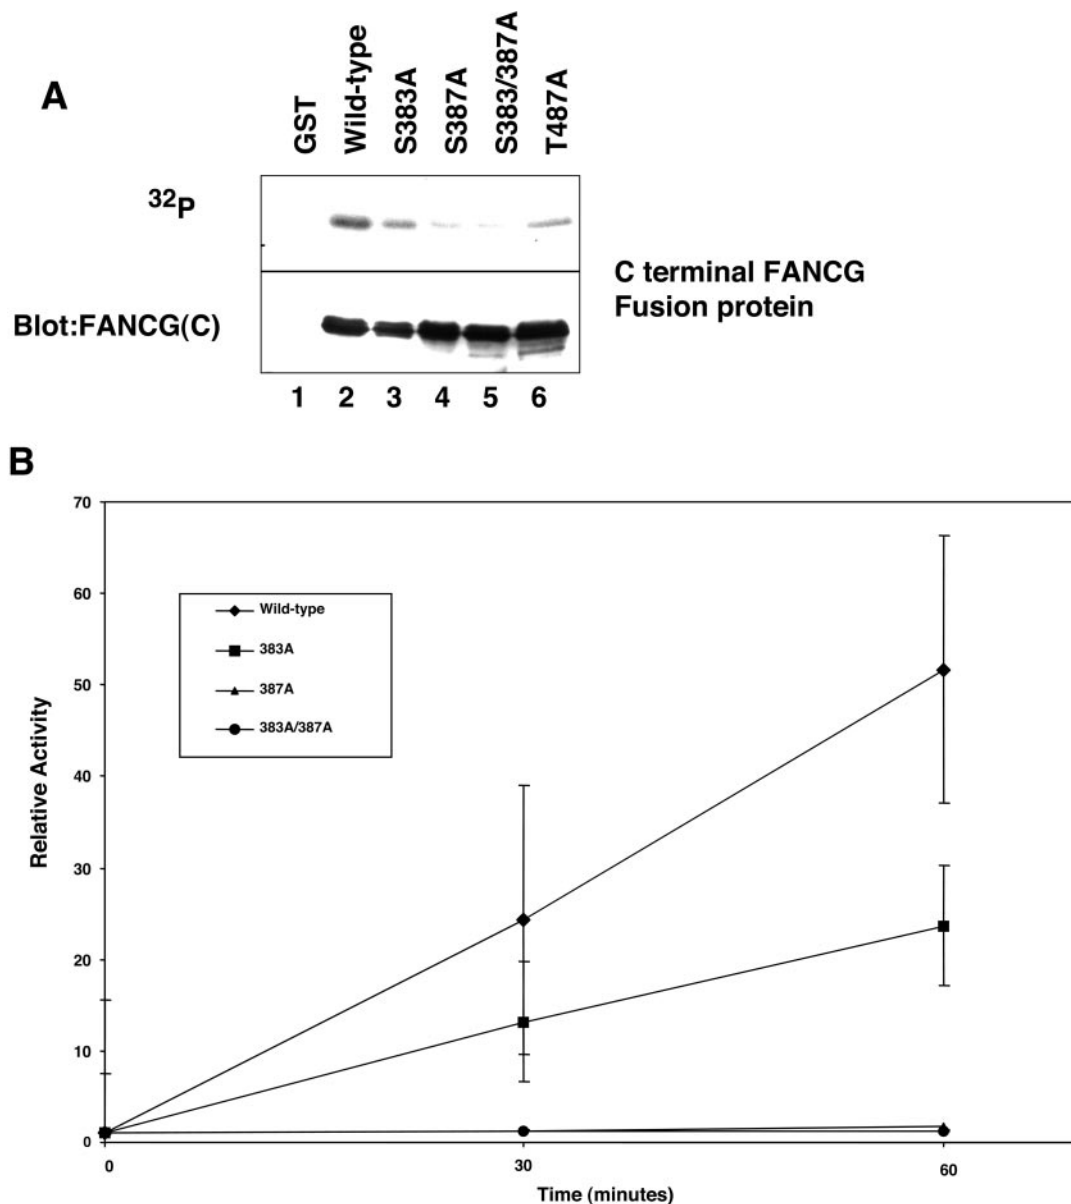 A
GST
Wild-type
S383A
S387A
S383/387A
T487A
32P
Blot:FANCG(C)
C terminal FANCG
Fusion protein
1 2 3 4 5 6
B
70
60
50
40
30
20
10
0
Relative Activity
Wild-type
383A
387A
383A/387A
0 30 60
Time (minutes)